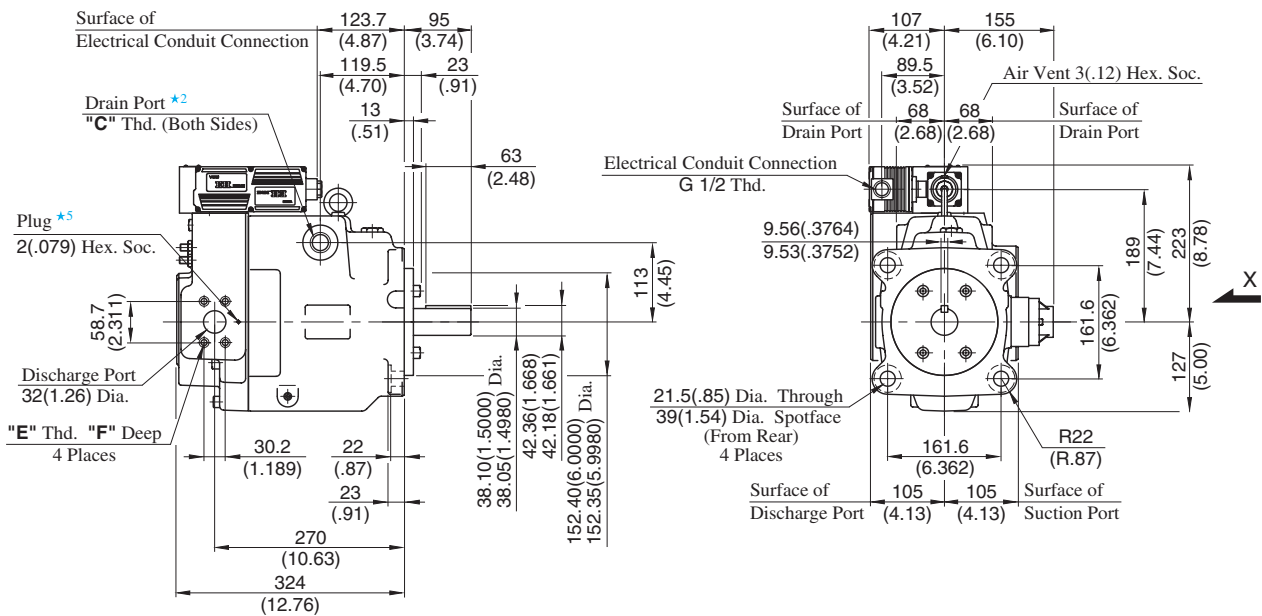 Surface of
Electrical Conduit Connection
123.7
(4.87)
95
(3.74)
119.5
(4.70)
23
(.91)
Drain Port ★2
"C" Thd. (Both Sides)
13
(.51)
63
(2.48)
Plug ★5
2(.079) Hex. Soc.
113
(4.45)
58.7
(2.311)
Discharge Port
32(1.26) Dia.
"E" Thd. "F" Deep
4 Places
30.2
(1.189)
22
(.87)
23
(.91)
38.10(1.5000) Dia.
38.05(1.4980)
42.36(1.668)
42.18(1.661)
152.40(6.0000) Dia.
152.35(5.9980)
270
(10.63)
324
(12.76)
107
(4.21)
155
(6.10)
89.5
(3.52)
Air Vent 3(.12) Hex. Soc.
Surface of
Drain Port
68
(2.68)
68
(2.68)
Surface of
Drain Port
Electrical Conduit Connection
G 1/2 Thd.
9.56(.3764)
9.53(.3752)
189
(7.44)
223
(8.78)
X
161.6
(6.362)
127
(5.00)
21.5(.85) Dia. Through
39(1.54) Dia. Spotface
(From Rear)
4 Places
R22
(R.87)
161.6
(6.362)
Surface of
Discharge Port
105
(4.13)
105
(4.13)
Surface of
Suction Port